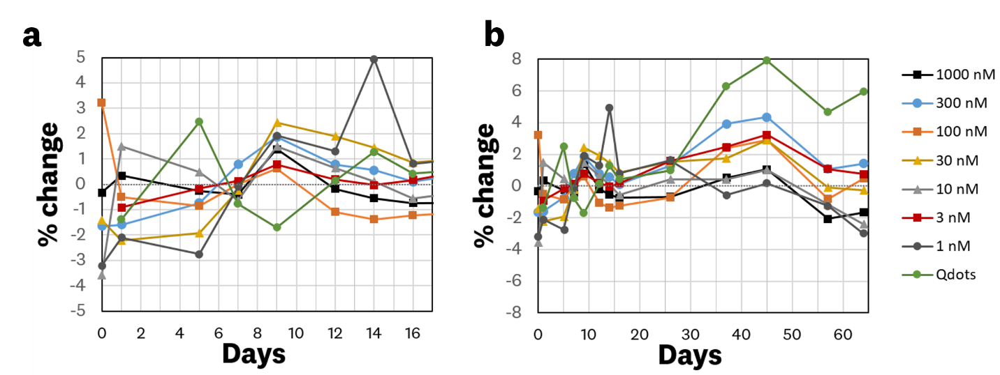 a
b
% change
5
4
3
2
1
0
-1
-2
-3
-4
-5
0 2 4 6 8 10 12 14 16
Days
% change
8
6
4
2
0
-2
-4
-6
-8
0 10 20 30 40 50 60
Days
1000 nM
300 nM
100 nM
30 nM
10 nM
3 nM
1 nM
Qdots